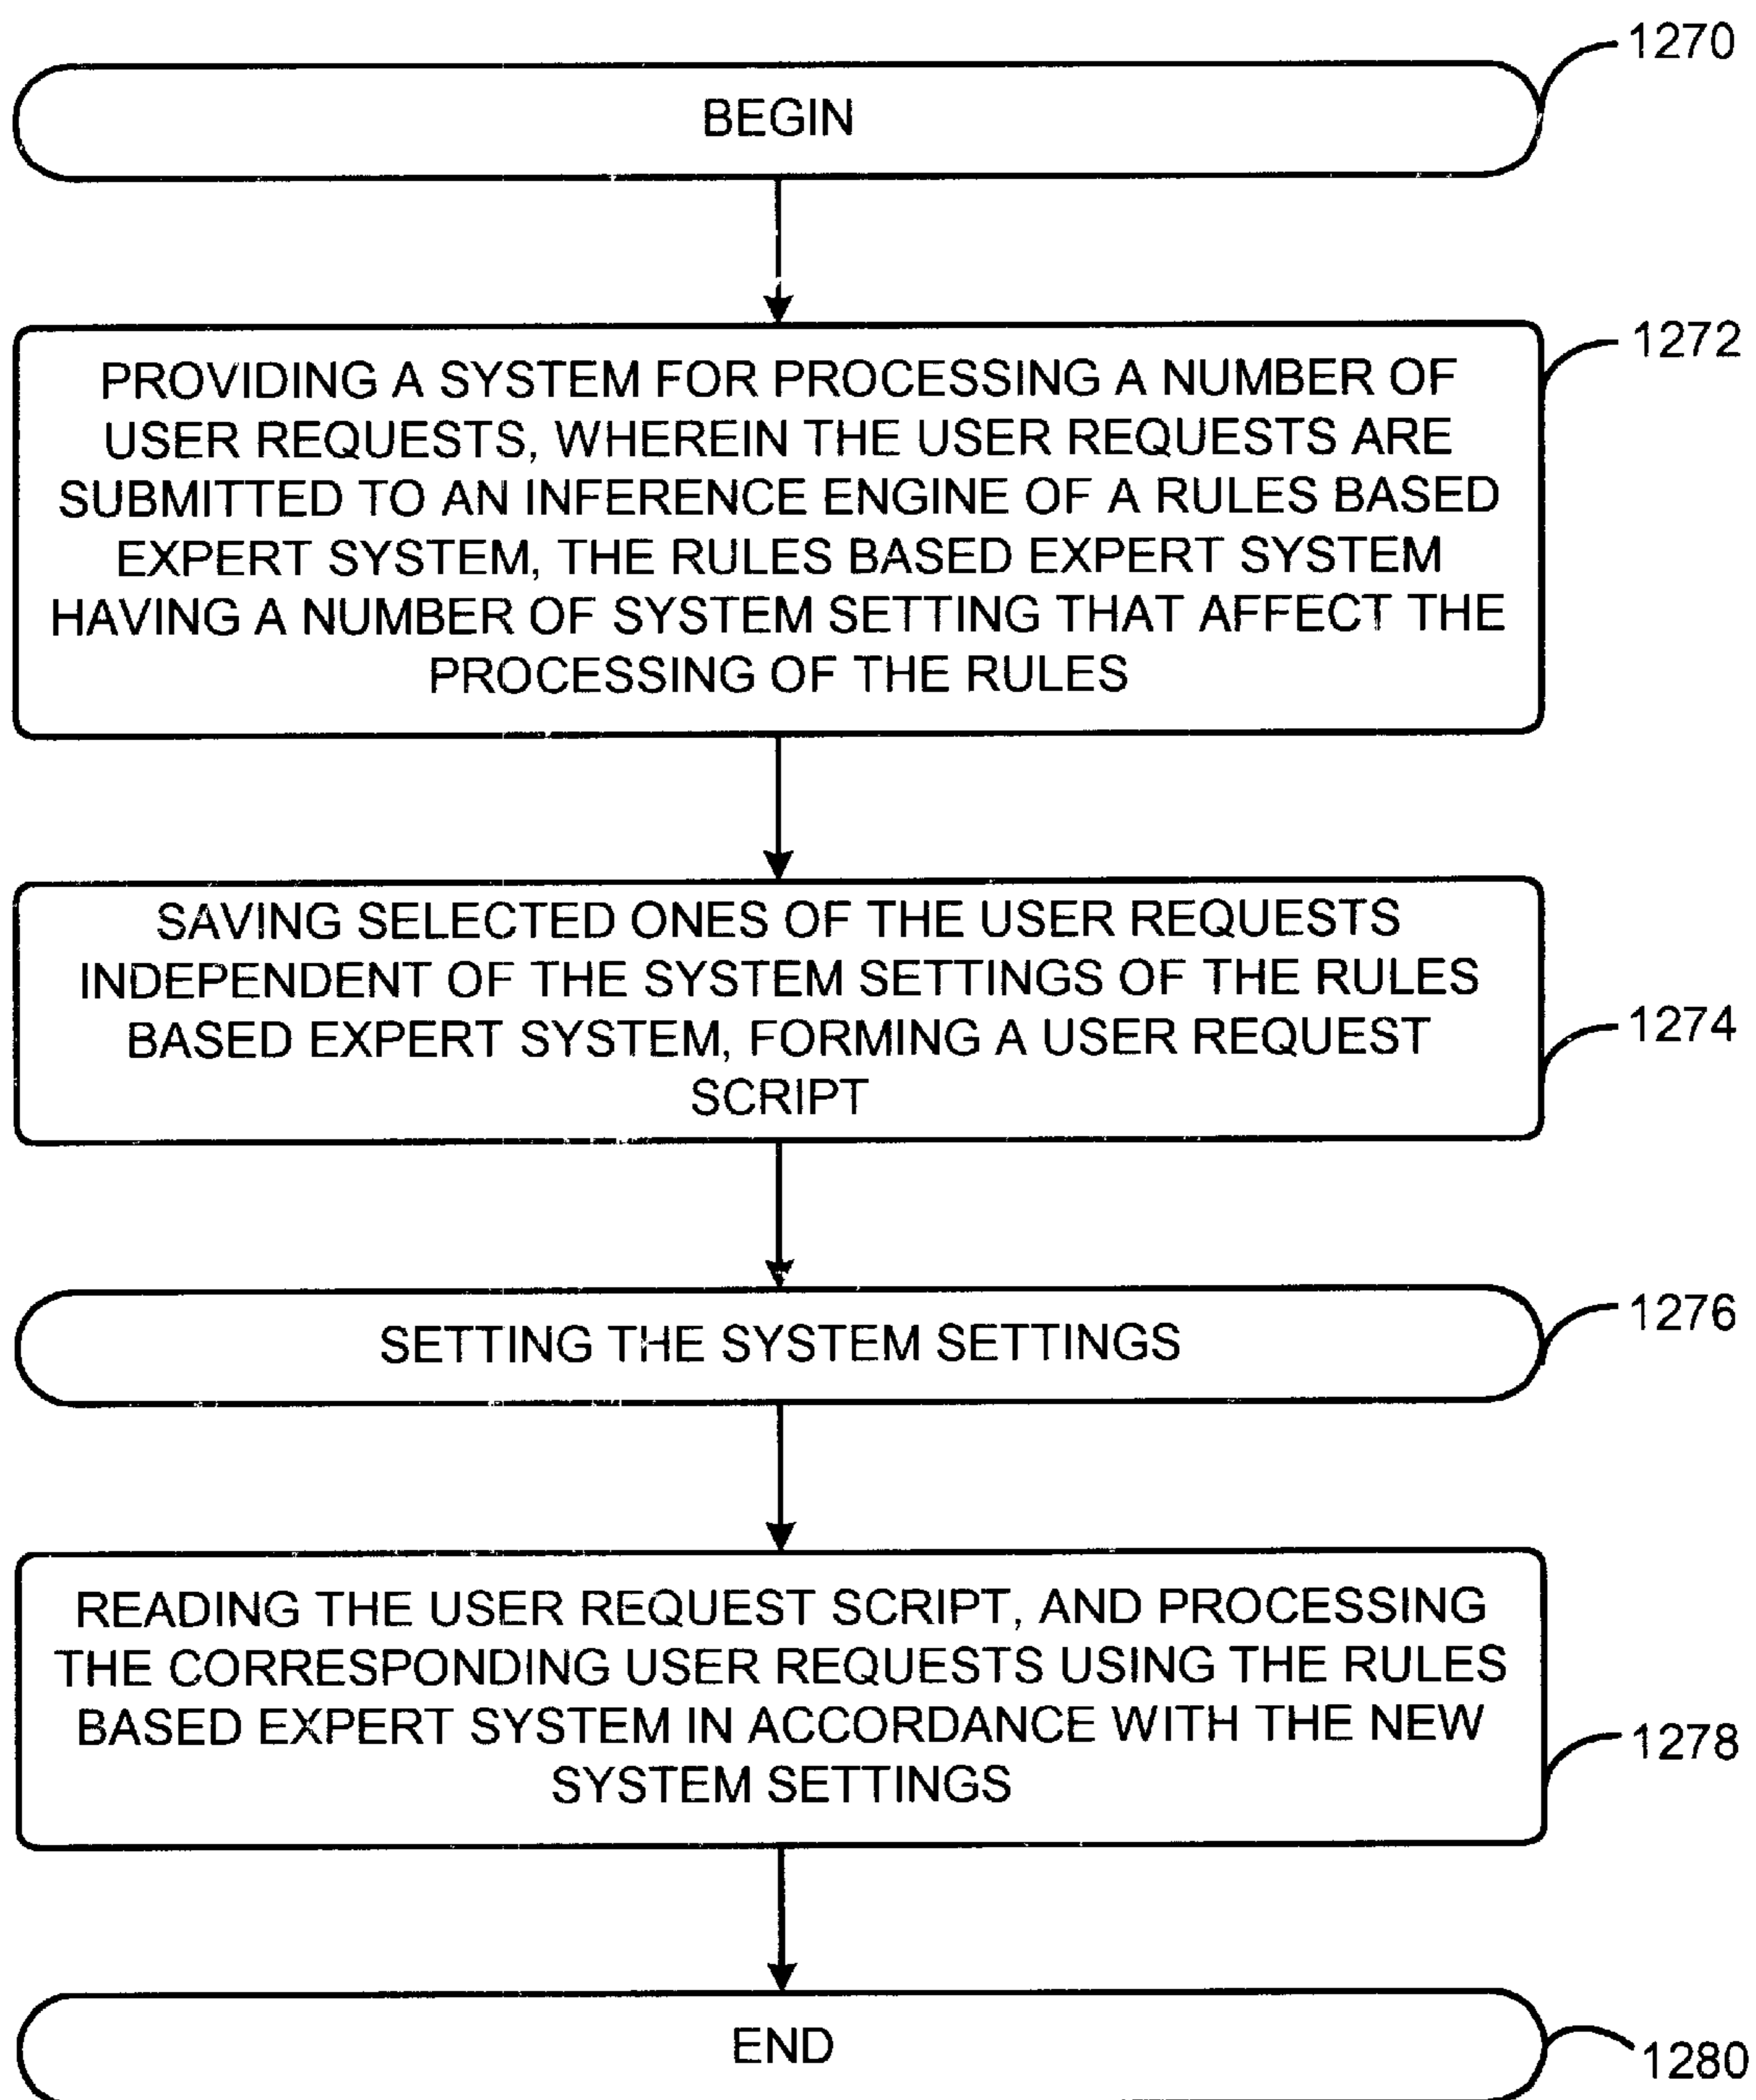 1270
BEGIN
1272
PROVIDING A SYSTEM FOR PROCESSING A NUMBER OF
USER REQUESTS, WHEREIN THE USER REQUESTS ARE
SUBMITTED TO AN INFERENCE ENGINE OF A RULES BASED
EXPERT SYSTEM, THE RULES BASED EXPERT SYSTEM
HAVING A NUMBER OF SYSTEM SETTING THAT AFFECT THE
PROCESSING OF THE RULES
SAVING SELECTED ONES OF THE USER REQUESTS
INDEPENDENT OF THE SYSTEM SETTINGS OF THE RULES
BASED EXPERT SYSTEM, FORMING A USER REQUEST
SCRIPT
1274
SETTING THE SYSTEM SETTINGS
1276
READING THE USER REQUEST SCRIPT, AND PROCESSING
THE CORRESPONDING USER REQUESTS USING THE RULES
BASED EXPERT SYSTEM IN ACCORDANCE WITH THE NEW
SYSTEM SETTINGS
1278
END
1280